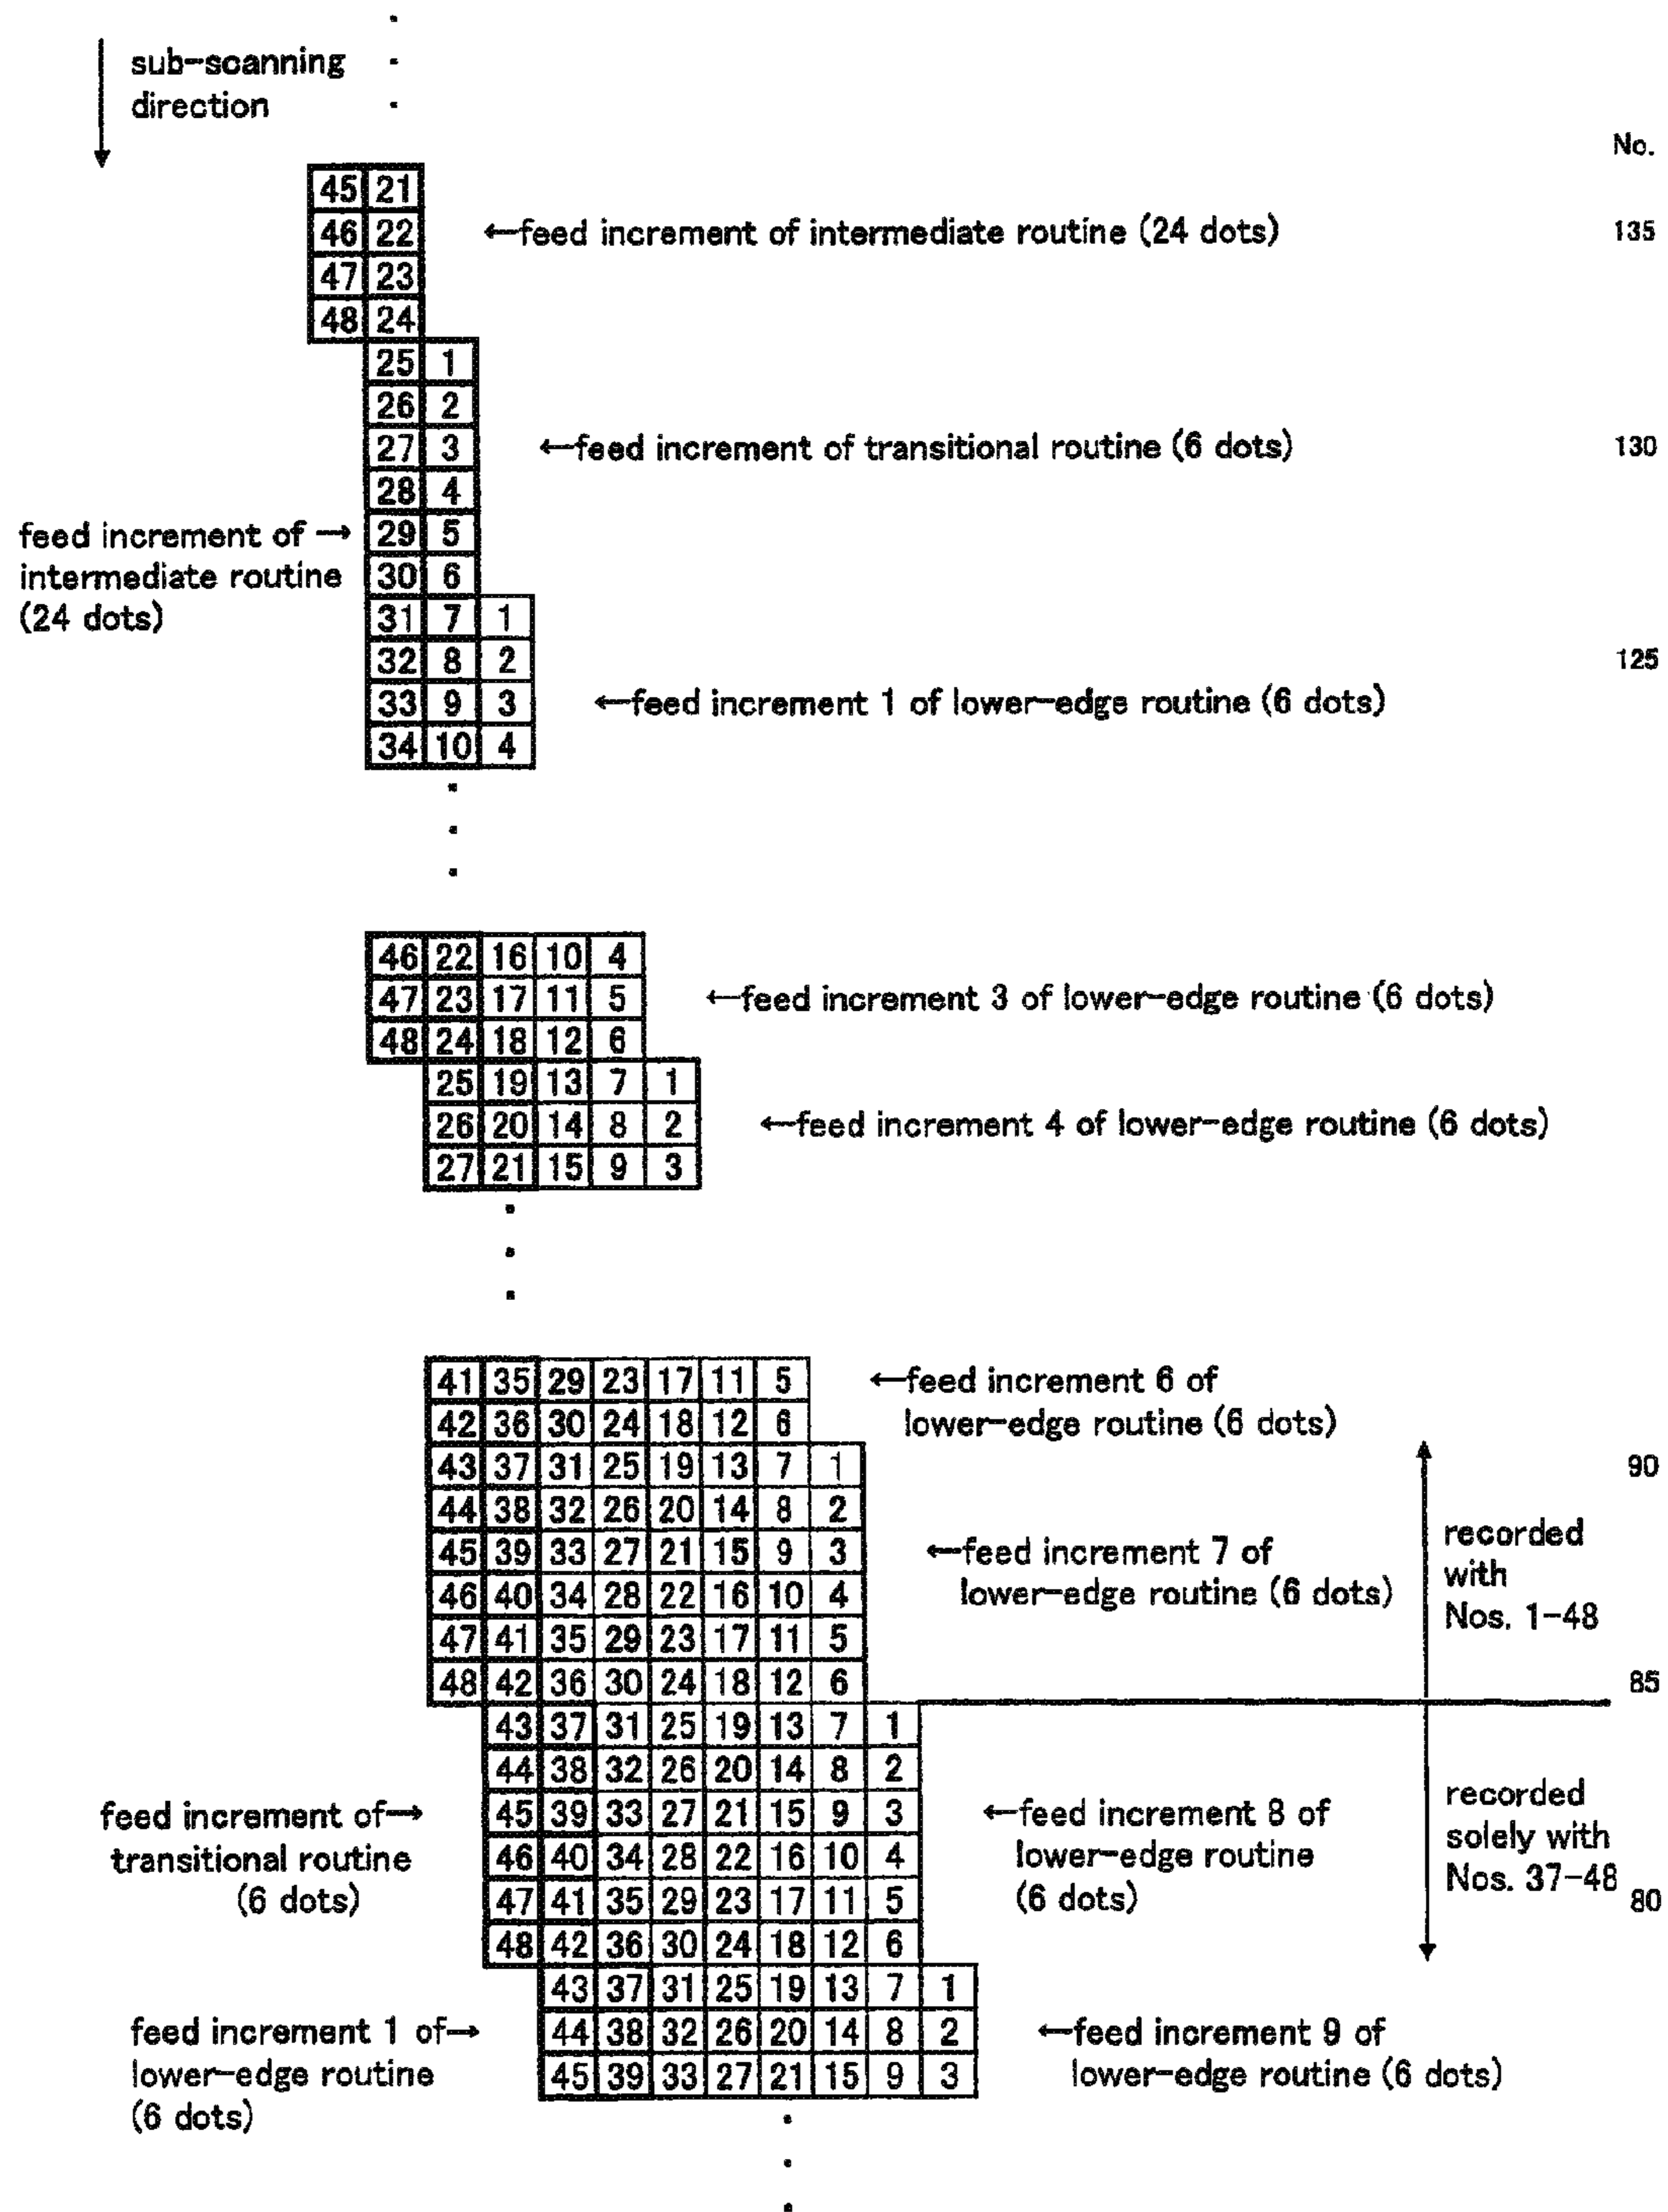 sub-scanning
direction
No.
45 21
46 22 ←feed increment of intermediate routine (24 dots) 135
47 23
48 24
25 1
26 2
27 3 ←feed increment of transitional routine (6 dots) 130
28 4
feed increment of → 29 5
intermediate routine 30 6
(24 dots) 31 7 1
32 8 2 125
33 9 3 ←feed increment 1 of lower-edge routine (6 dots)
34 10 4
46 22 16 10 4
47 23 17 11 5 ←feed increment 3 of lower-edge routine (6 dots)
48 24 18 12 6
25 19 13 7 1
26 20 14 8 2 ←feed increment 4 of lower-edge routine (6 dots)
27 21 15 9 3
41 35 29 23 17 11 5 ←feed increment 6 of
42 36 30 24 18 12 6 lower-edge routine (6 dots)
43 37 31 25 19 13 7 1 90
44 38 32 26 20 14 8 2 recorded
45 39 33 27 21 15 9 3 ←feed increment 7 of with
46 40 34 28 22 16 10 4 lower-edge routine (6 dots) Nos. 1-48
47 41 35 29 23 17 11 5
48 42 36 30 24 18 12 6 85
43 37 31 25 19 13 7 1
44 38 32 26 20 14 8 2 recorded
feed increment of→ 45 39 33 27 21 15 9 3 ←feed increment 8 of solely with
transitional routine 46 40 34 28 22 16 10 4 lower-edge routine Nos. 37-48
(6 dots) 47 41 35 29 23 17 11 5 (6 dots) 80
48 42 36 30 24 18 12 6
43 37 31 25 19 13 7 1
feed increment 1 of→ 44 38 32 26 20 14 8 2 ←feed increment 9 of
lower-edge routine 45 39 33 27 21 15 9 3 lower-edge routine (6 dots)
(6 dots)